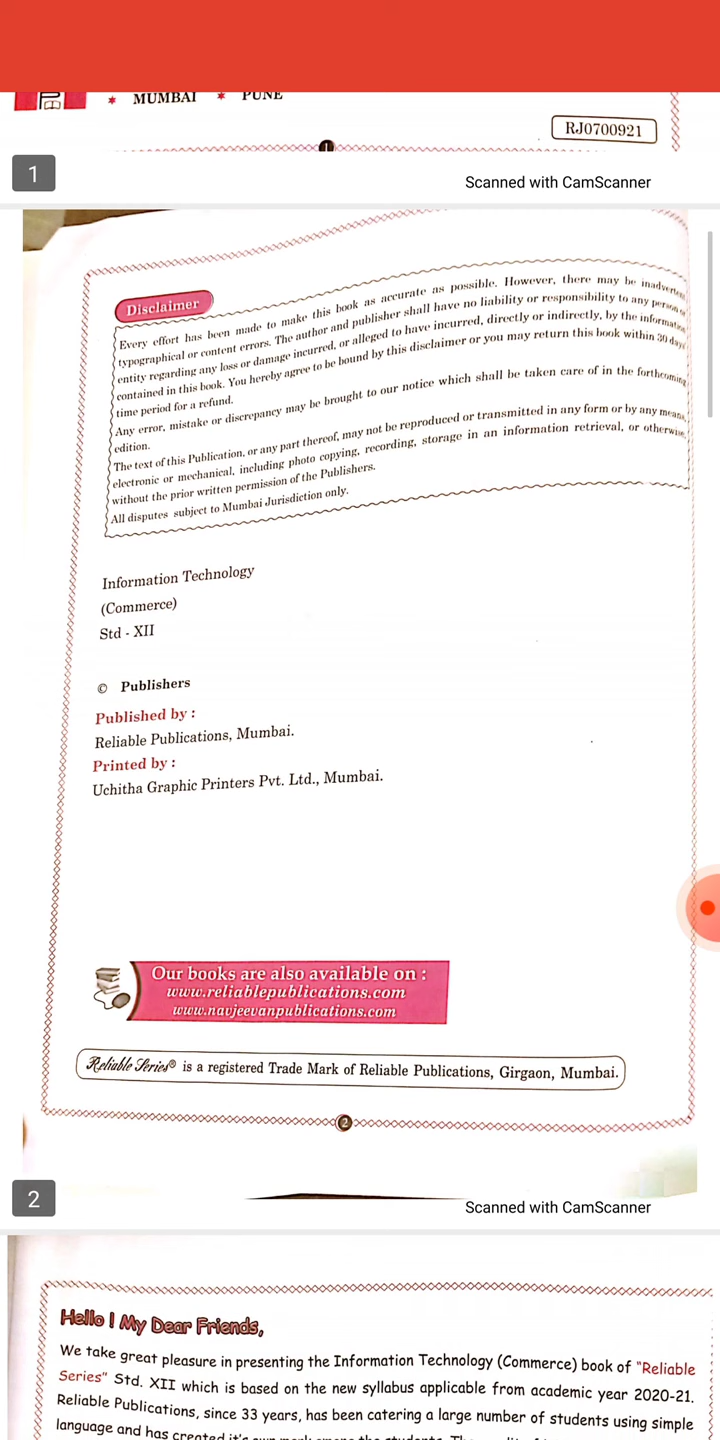 MUMBAI * PUNE
RJ0700921
1
1
Scanned with CamScanner
Disclaimer
Every effort has been made to make this book as accurate as possible. However, there may be
typographical or content errors. The author and publisher shall have no liability or responsibility to any person or
entity regarding any loss or damage incurred, or alleged to have incurred, directly or indirectly, by the
contained in this book. You hereby agree to be bound by this disclaimer or you may return this book within 30
time period for a refund.
Any error, mistake or discrepancy may be brought to our notice which shall be taken care of in the forthcoming
edition.
The text of this Publication, or any part thereof, may not be reproduced or transmitted in any form or by any means,
electronic or mechanical, including photo copying, recording, storage in an information retrieval, or otherwise,
without the prior written permission of the Publishers.
All disputes subject to Mumbai Jurisdiction only.
Information Technology
(Commerce)
Std - XII
© Publishers
Published by :
Reliable Publications, Mumbai.
Printed by :
Uchitha Graphic Printers Pvt. Ltd., Mumbai.
Our books are also available on :
www.reliablepublications.com
www.navjeevanpublications.com
Reliable Series® is a registered Trade Mark of Reliable Publications, Girgaon, Mumbai.
2
2
Scanned with CamScanner
Hello ! My Dear Friends,
We take great pleasure in presenting the Information Technology (Commerce) book of "Reliable
Series" Std. XII which is based on the new syllabus applicable from academic year 2020-21.
Reliable Publications, since 33 years, has been catering a large number of students using simple
language and has created it's own mark among the students.